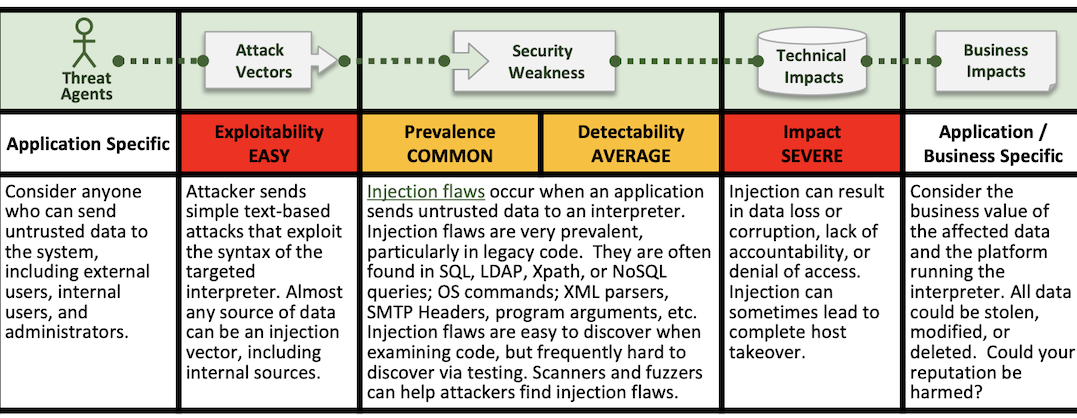 Threat
Agents
Attack
Vectors
Security
Weakness
Technical
Impacts
Business
Impacts
Application Specific
Exploitability
EASY
Prevalence
COMMON
Detectability
AVERAGE
Impact
SEVERE
Application /
Business Specific
Consider anyone
who can send
untrusted data to
the system,
including external
users, internal
users, and
administrators.
Attacker sends
simple text-based
attacks that exploit
the syntax of the
targeted
interpreter. Almost
any source of data
can be an injection
vector, including
internal sources.
Injection flaws occur when an application
sends untrusted data to an interpreter.
Injection flaws are very prevalent,
particularly in legacy code.  They are often
found in SQL, LDAP, Xpath, or NoSQL
queries; OS commands; XML parsers,
SMTP Headers, program arguments, etc.
Injection flaws are easy to discover when
examining code, but frequently hard to
discover via testing. Scanners and fuzzers
can help attackers find injection flaws.
Injection can result
in data loss or
corruption, lack of
accountability, or
denial of access.
Injection can
sometimes lead to
complete host
takeover.
Consider the
business value of
the affected data
and the platform
running the
interpreter. All data
could be stolen,
modified, or
deleted.  Could your
reputation be
harmed?